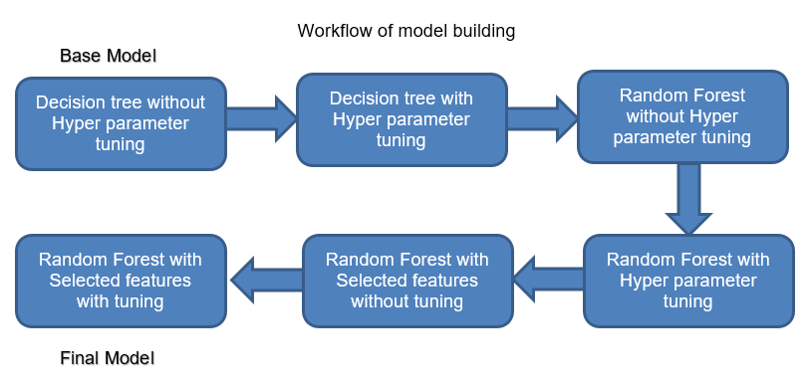 Workflow of model building
Base Model
Decision tree without
Hyper parameter
tuning
Decision tree with
Hyper parameter
tuning
Random Forest
without Hyper
parameter tuning
Random Forest with
Hyper parameter
tuning
Random Forest with
Selected features
without tuning
Random Forest with
Selected features
with tuning
Final Model